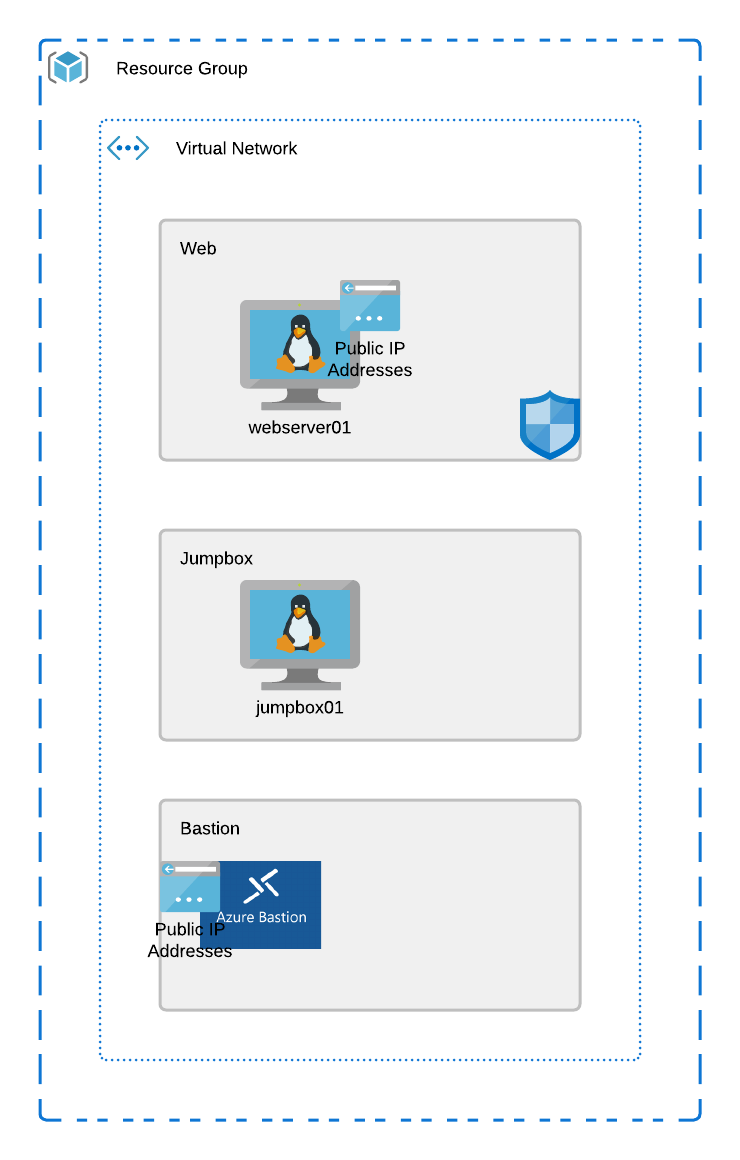 Resource Group
Virtual Network
Web
Public IP
Addresses
webserver01
Jumpbox
jumpbox01
Bastion
Azure Bastion
Public IP
Addresses